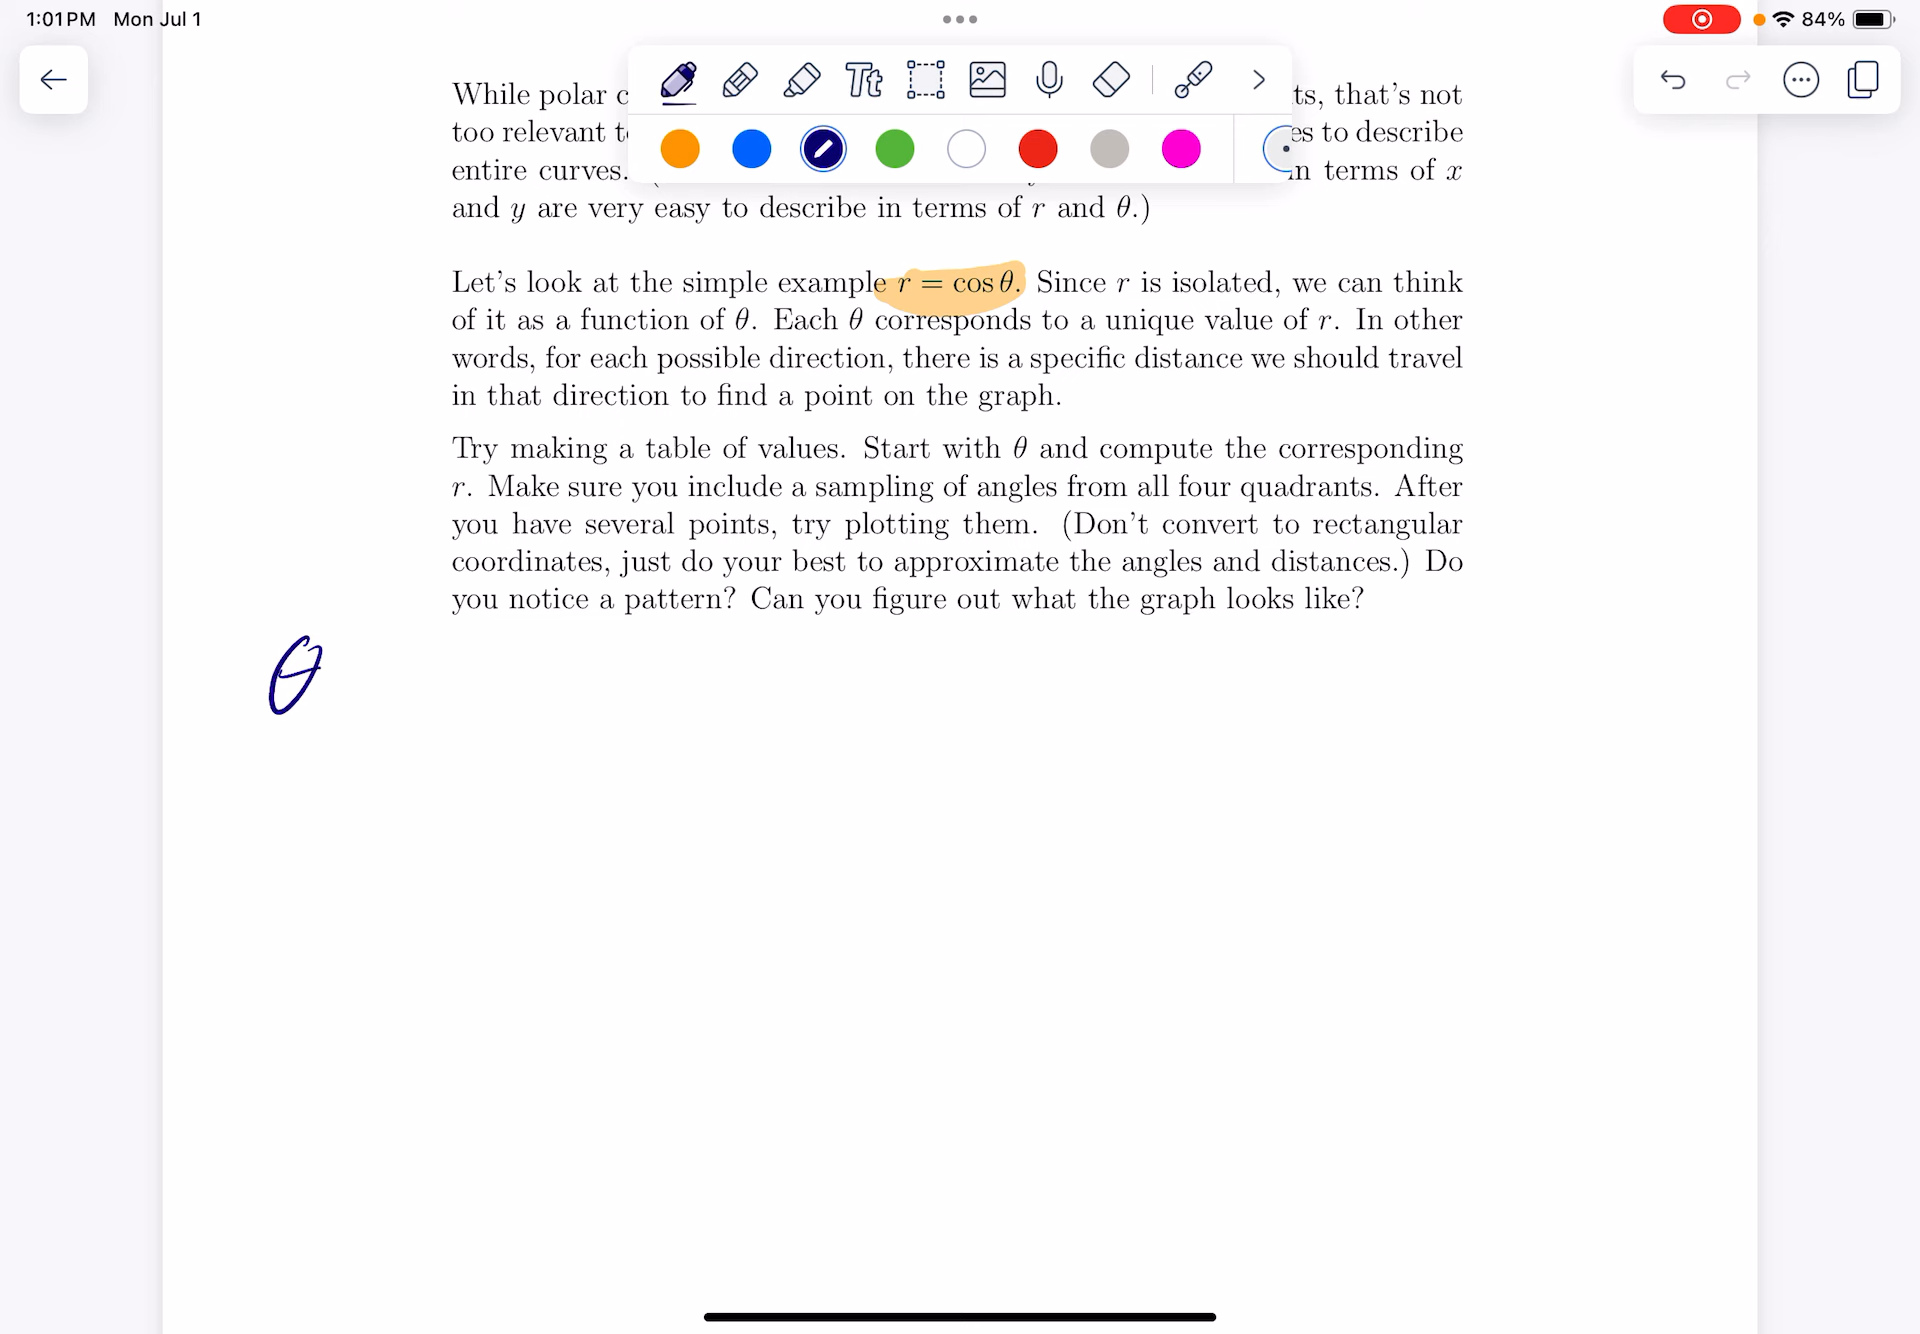 1:01 PM Mon Jul 1
84%
Tt
While polar c ts, that's not
too relevant t es to describe
entire curves. in terms of x
and y are very easy to describe in terms of r and θ.)
Let's look at the simple example r = cos θ. Since r is isolated, we can think
of it as a function of θ. Each θ corresponds to a unique value of r. In other
words, for each possible direction, there is a specific distance we should travel
in that direction to find a point on the graph.
Try making a table of values. Start with θ and compute the corresponding
r. Make sure you include a sampling of angles from all four quadrants. After
you have several points, try plotting them. (Don't convert to rectangular
coordinates, just do your best to approximate the angles and distances.) Do
you notice a pattern? Can you figure out what the graph looks like?
θ